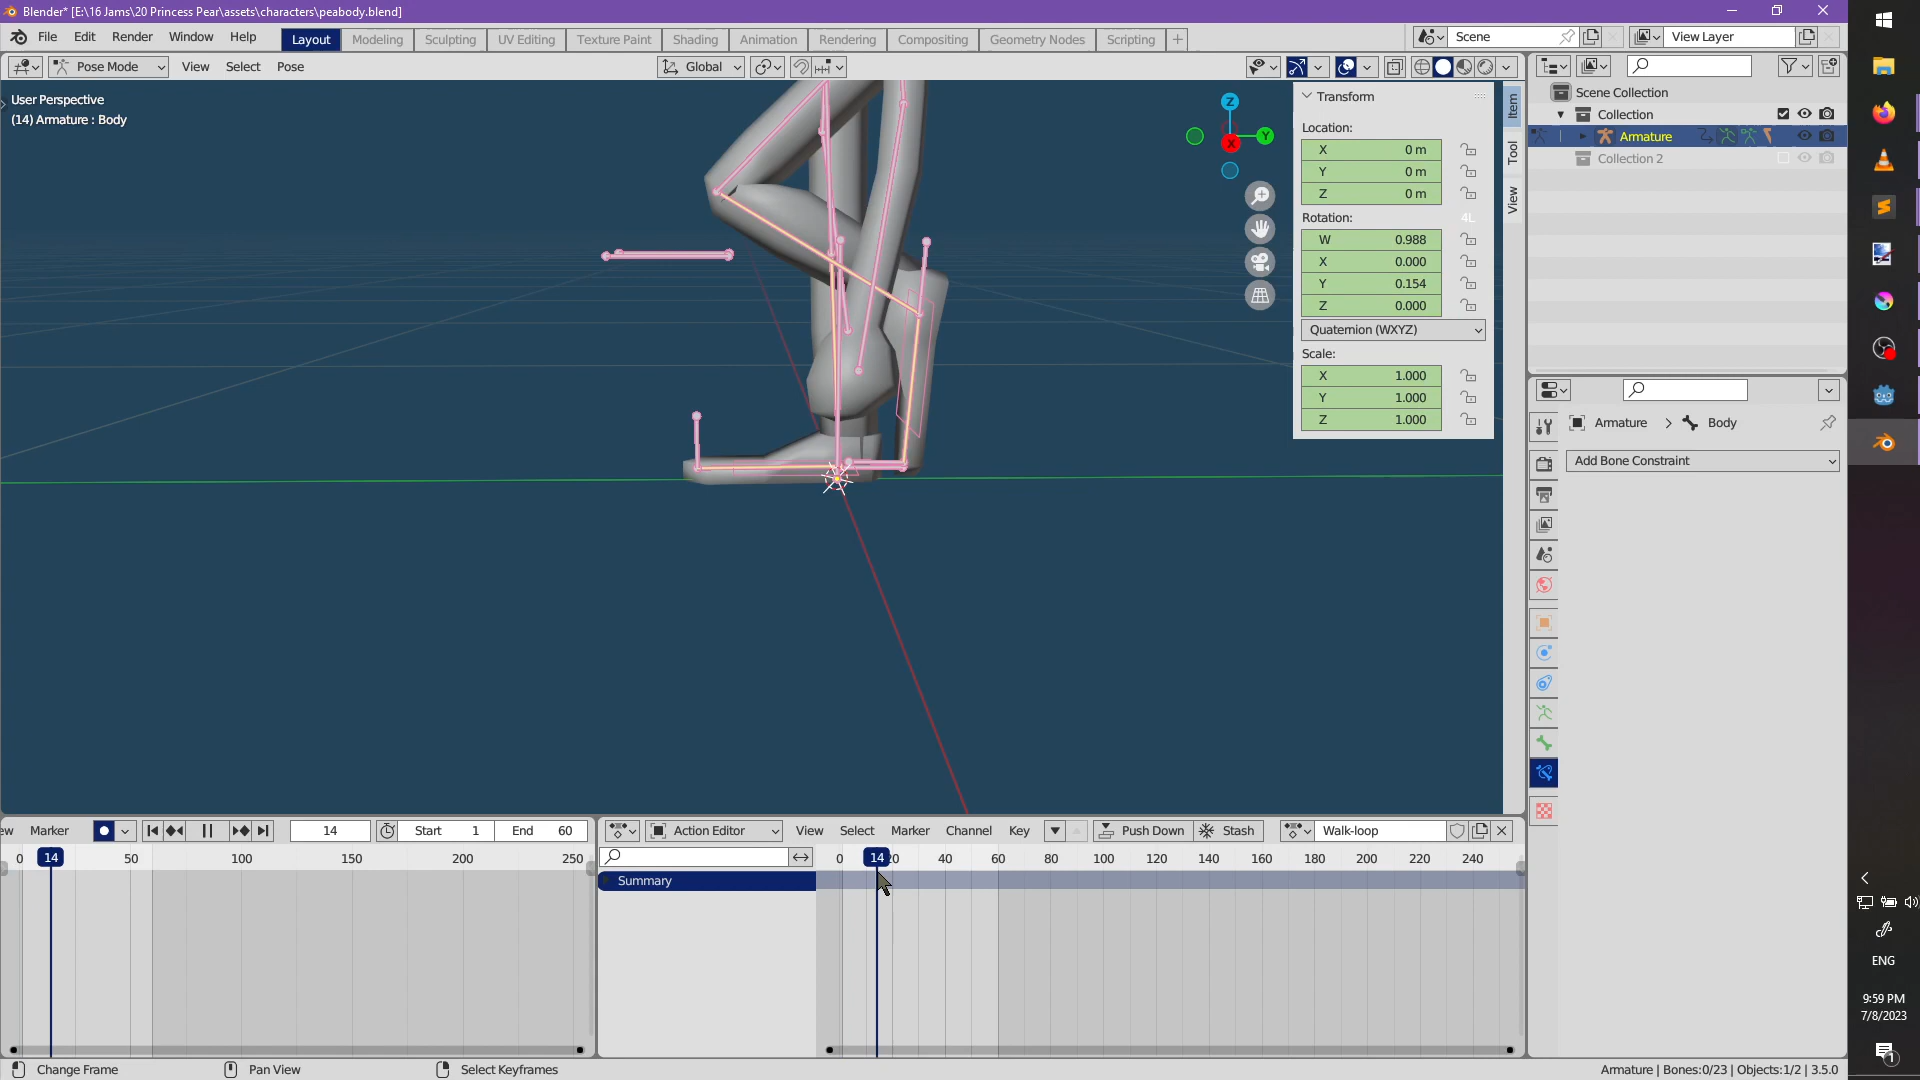 Blender* [E:\16 Jams\20 Princess Pear\assets\characters\peabody.blend]
File Edit Render Window Help Layout Modeling Sculpting UV Editing Texture Paint Shading Animation Rendering Compositing Geometry Nodes Scripting + Scene View Layer
Pose Mode View Select Pose Global
User Perspective
(14) Armature : Body
Z
Y
X
Transform
Location:
X 0 m
Y 0 m
Z 0 m
Rotation: 4L
W 0.988
X 0.000
Y 0.154
Z 0.000
Quaternion (WXYZ)
Scale:
X 1.000
Y 1.000
Z 1.000
Item
Tool
View
Scene Collection
Collection
Armature
Collection 2
Armature > Body
Add Bone Constraint
ew Marker 14 Start 1 End 60
0 14 50 100 150 200 250
Action Editor View Select Marker Channel Key Push Down Stash Walk-loop
0 14 20 40 60 80 100 120 140 160 180 200 220 240
Summary
Change Frame Pan View Select Keyframes
Armature | Bones:0/23 | Objects:1/2 | 3.5.0
ENG
9:59 PM
7/8/2023
1